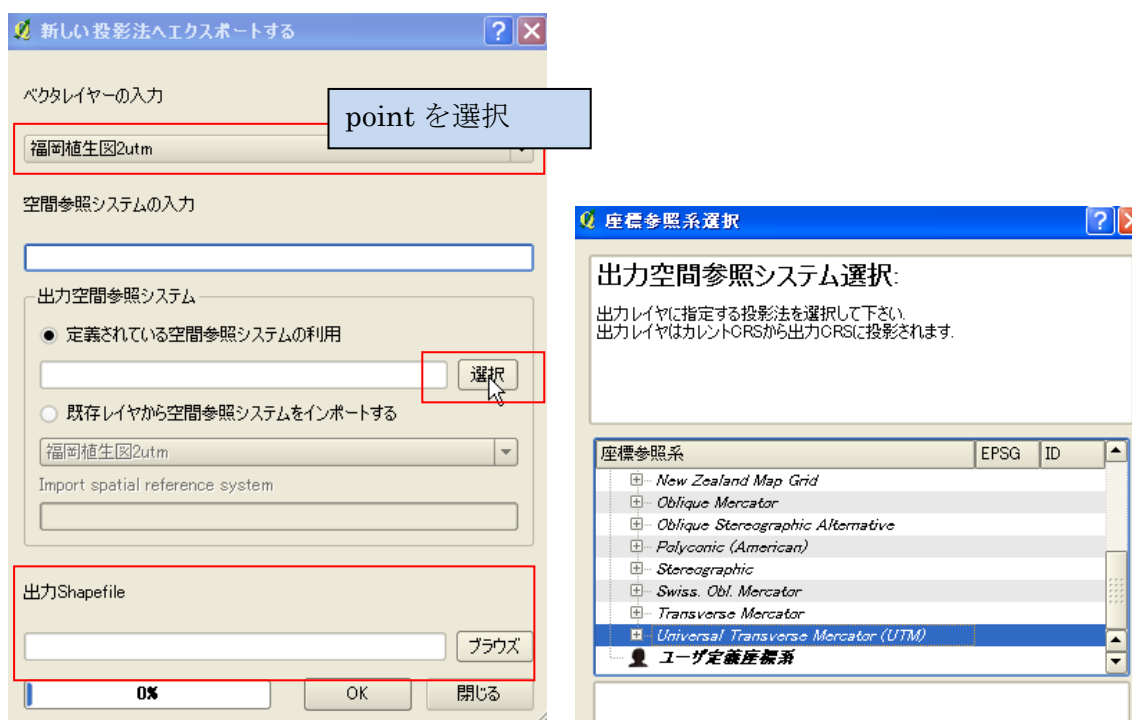 新しい投影法へエクスポートする
ベクタレイヤーの入力
point を選択
福岡植生図2utm
空間参照システムの入力
出力空間参照システム
定義されている空間参照システムの利用
選択
既存レイヤから空間参照システムをインポートする
福岡植生図2utm
Import spatial reference system
出力Shapefile
ブラウズ
0%
OK
閉じる
座標参照系選択
出力空間参照システム選択:
出力レイヤに指定する投影法を選択して下さい.
出力レイヤはカレントCRSから出力CRSに投影されます.
座標参照系 EPSG ID
New Zealand Map Grid
Oblique Mercator
Oblique Stereographic Alternative
Polyconic (American)
Stereographic
Swiss. Obl. Mercator
Transverse Mercator
Universal Transverse Mercator (UTM)
ユーザ定義座標系